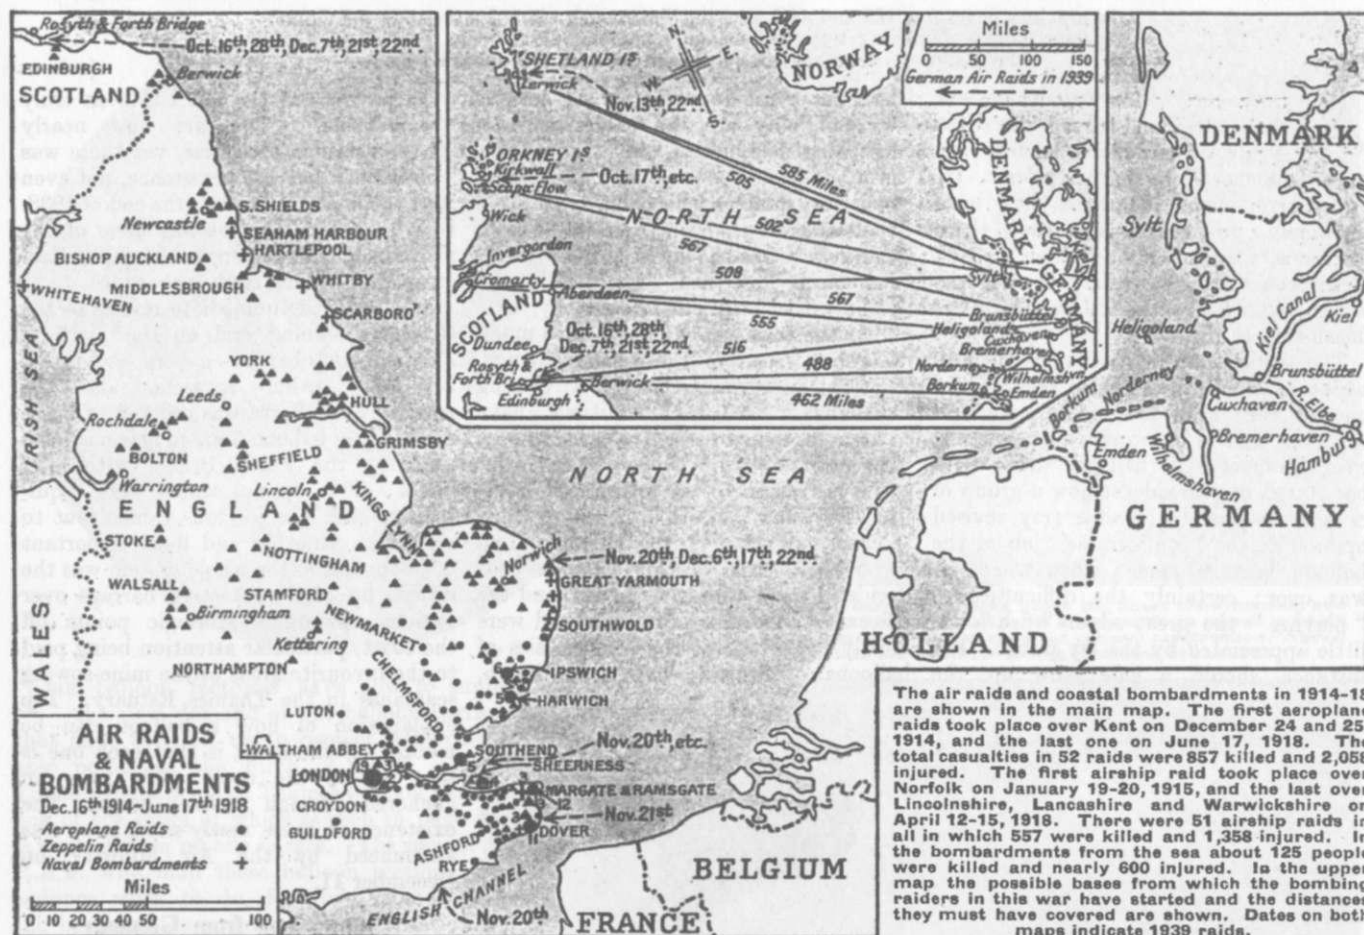 Rosyth & Forth Bridge
Oct. 16th, 28th, Dec. 7th, 21st, 22nd.
EDINBURGH
Berwick
SCOTLAND
S. SHIELDS
Newcastle
SEAHAM HARBOUR
HARTLEPOOL
BISHOP AUCKLAND
MIDDLESBROUGH
WHITBY
WHITEHAVEN
SCARBORO'
IRISH SEA
YORK
Leeds
HULL
Rochdale
GRIMSBY
BOLTON
SHEFFIELD
Warrington
Lincoln
ENGLAND
KINGS LYNN
STOKE
NOTTINGHAM
Norwich
Nov. 20th, Dec. 6th, 17th, 22nd.
GREAT YARMOUTH
WALSALL
STAMFORD
Birmingham
NEWMARKET
SOUTHWOLD
Kettering
WALES
NORTHAMPTON
CHELMSFORD
IPSWICH
HARWICH
LUTON
WALTHAM ABBEY
SOUTHEND
Nov. 20th, etc.
SHEERNESS
LONDON
MARGATE & RAMSGATE
CROYDON
Nov. 21st
GUILDFORD
DOVER
ASHFORD
RYE
ENGLISH CHANNEL
Nov. 20th
FRANCE
BELGIUM
HOLLAND
NORTH SEA
GERMANY
DENMARK
Sylt
Heligoland
Kiel Canal
Kiel
Brunsbüttel
Borkum
Norderney
Cuxhaven
R. Elbe
Bremerhaven
Hamburg
Emden
Wilhelmshaven
SHETLAND Is
Lerwick
Nov. 13th, 22nd.
N
E
S
W
NORWAY
Miles
0 50 100 150
German Air Raids in 1939
ORKNEY Is
Kirkwall
Scapa Flow
Oct. 17th, etc
585 Miles
505
DENMARK
Wick
NORTH SEA
502
567
Invergordon
508
Cromarty
Sylt
GERMANY
Aberdeen
567
SCOTLAND
555
Brunsbüttel
Oct. 16th, 28th,
Dec. 7th, 21st, 22nd.
Heligoland
Cuxhaven
Dundee
516
Bremerhaven
Rosyth &
Forth Bri
488
Norderney
Wilhelmshvn.
Berwick
Borkum
Emden
Edinburgh
462 Miles
AIR RAIDS
& NAVAL
BOMBARDMENTS
Dec. 16th 1914-June 17th 1918
Aeroplane Raids
Zeppelin Raids
Naval Bombardments
Miles
0 10 20 30 40 50 100
The air raids and coastal bombardments in 1914-18
are shown in the main map. The first aeroplane
raids took place over Kent on December 24 and 25,
1914, and the last one on June 17, 1918. The
total casualties in 52 raids were 857 killed and 2,058
injured. The first airship raid took place over
Norfolk on January 19-20, 1915, and the last over
Lincolnshire, Lancashire and Warwickshire on
April 12-15, 1918. There were 51 airship raids in
all in which 557 were killed and 1,358 injured. In
the bombardments from the sea about 125 people
were killed and nearly 600 injured. In the upper
map the possible bases from which the bombing
raiders in this war have started and the distances
they must have covered are shown. Dates on both
maps indicate 1939 raids.